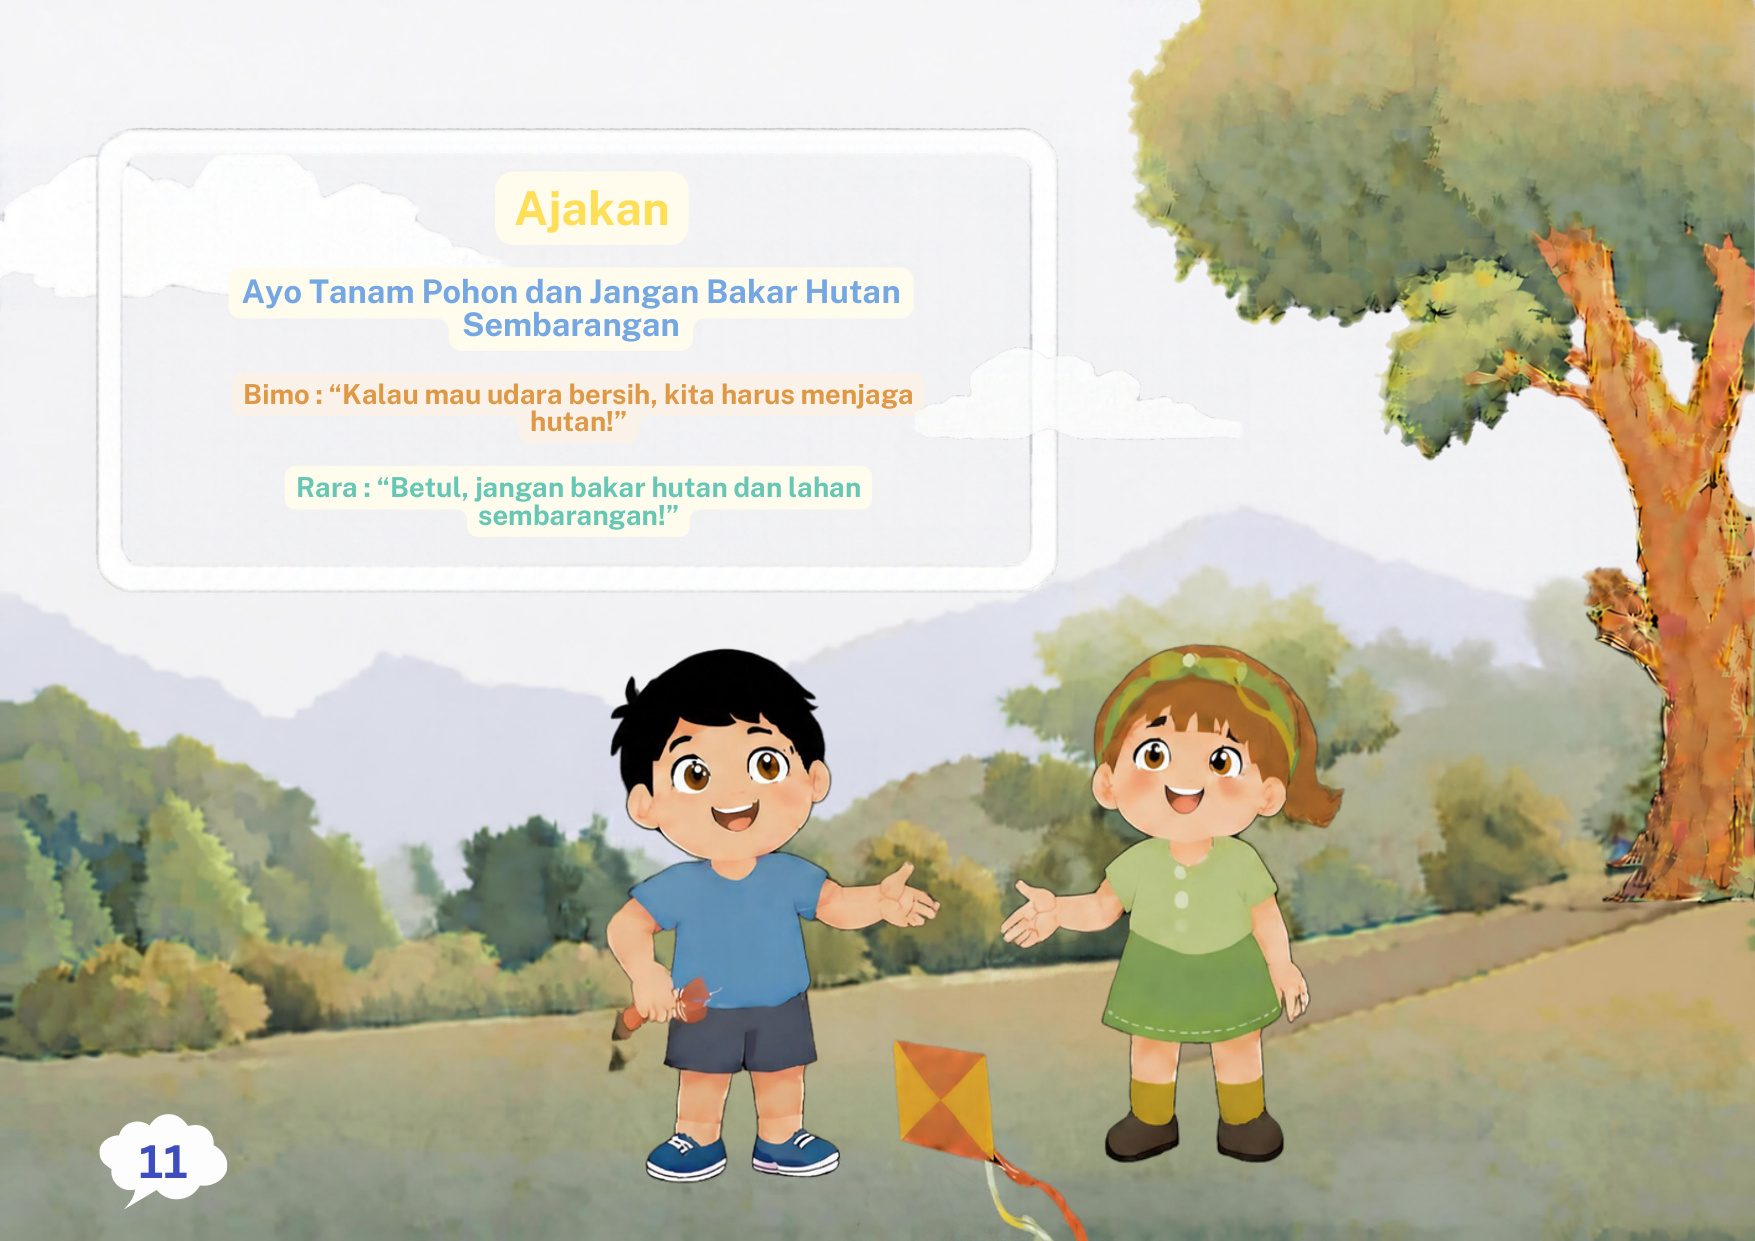 Ajakan
Ayo Tanam Pohon dan Jangan Bakar Hutan
Sembarangan
Bimo : “Kalau mau udara bersih, kita harus menjaga
hutan!”
Rara : “Betul, jangan bakar hutan dan lahan
sembarangan!”
11